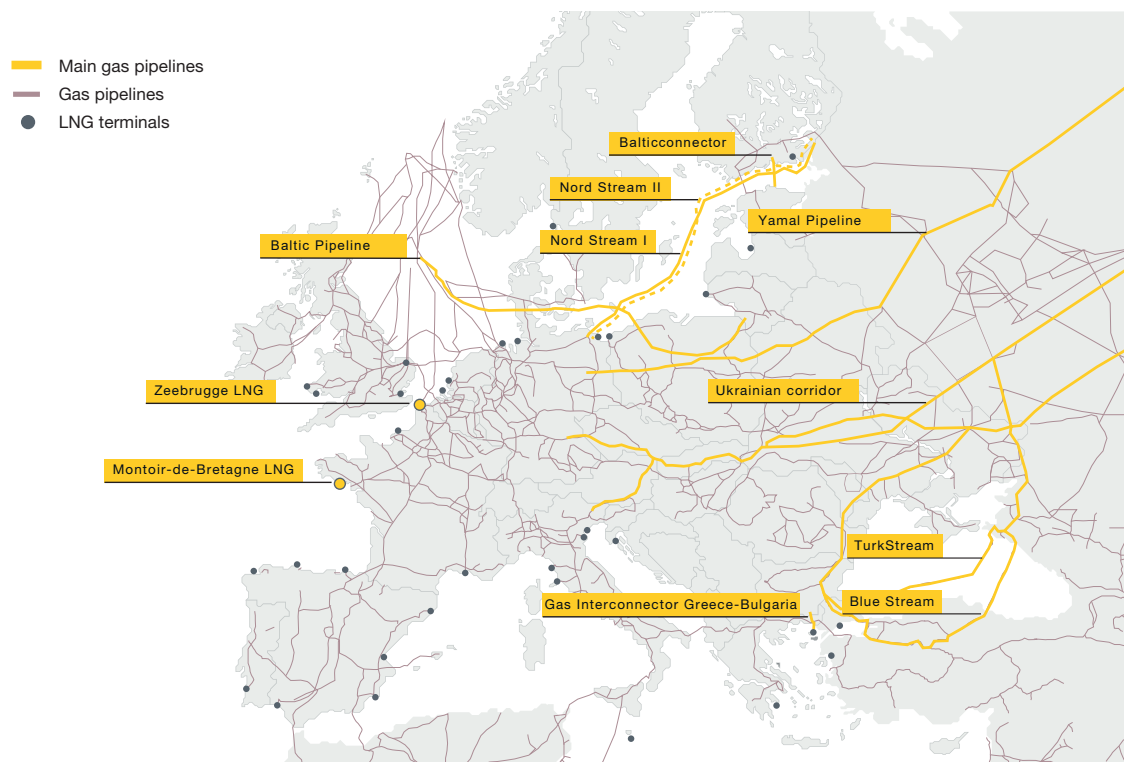 Main gas pipelines
Gas pipelines
LNG terminals
Balticconnector
Nord Stream II
Yamal Pipeline
Nord Stream I
Baltic Pipeline
Zeebrugge LNG
Ukrainian corridor
Montoir-de-Bretagne LNG
TurkStream
Gas Interconnector Greece-Bulgaria
Blue Stream